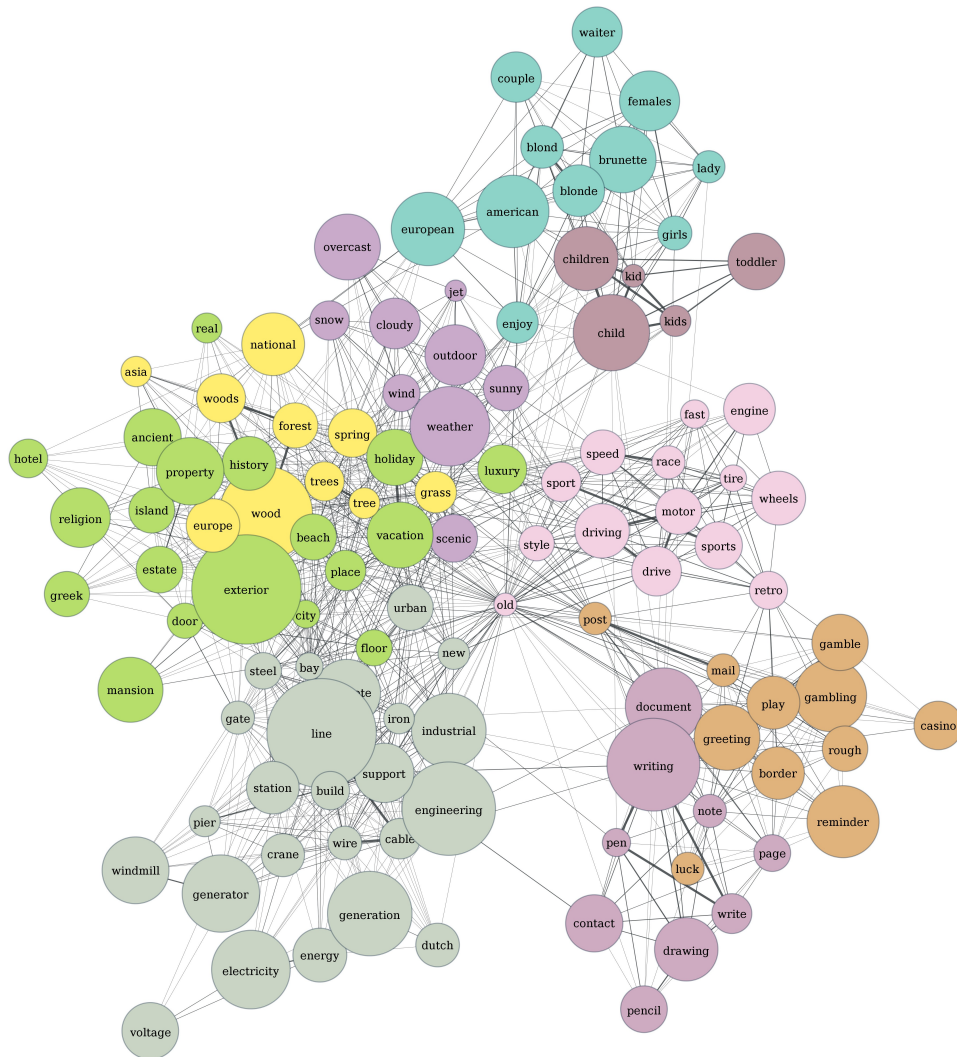 waiter
couple
females
blond
brunette
lady
blonde
american
european
girls
overcast
children
toddler
kid
jet
snow
cloudy
enjoy
kids
child
real
national
outdoor
asia
wind
sunny
woods
fast
engine
forest
spring
weather
ancient
hotel
property
history
holiday
luxury
speed
race
trees
sport
tire
grass
wheels
tree
island
wood
motor
religion
europe
beach
vacation
scenic
driving
style
sports
estate
place
drive
exterior
retro
greek
old
urban
city
door
post
gamble
floor
new
bay
steel
mail
mansion
te
gambling
play
document
gate
iron
line
industrial
casino
greeting
rough
writing
support
border
station
build
engineering
note
pier
reminder
wire
cable
pen
crane
page
windmill
luck
generator
generation
write
contact
dutch
drawing
energy
electricity
pencil
voltage